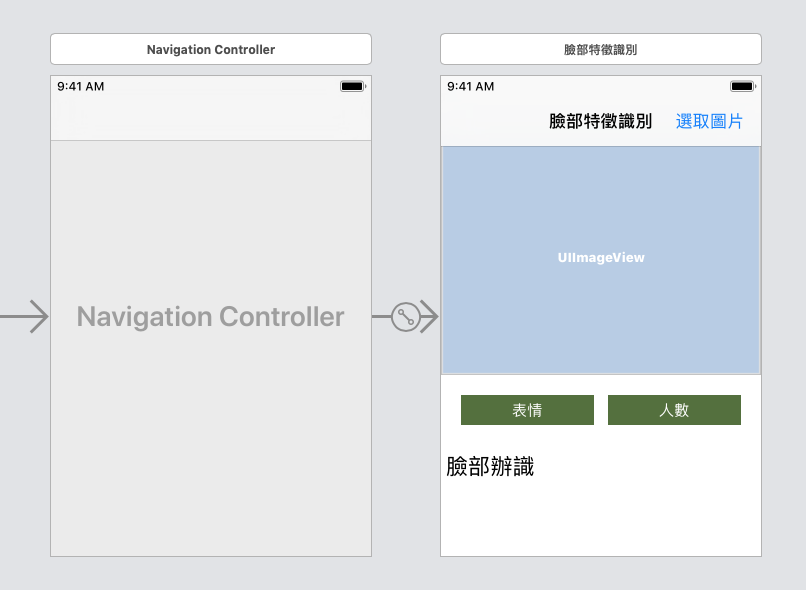 Navigation Controller
9:41 AM
Navigation Controller
臉部特徵識別
9:41 AM
臉部特徵識別
選取圖片
UIImageView
表情
人數
臉部辦識